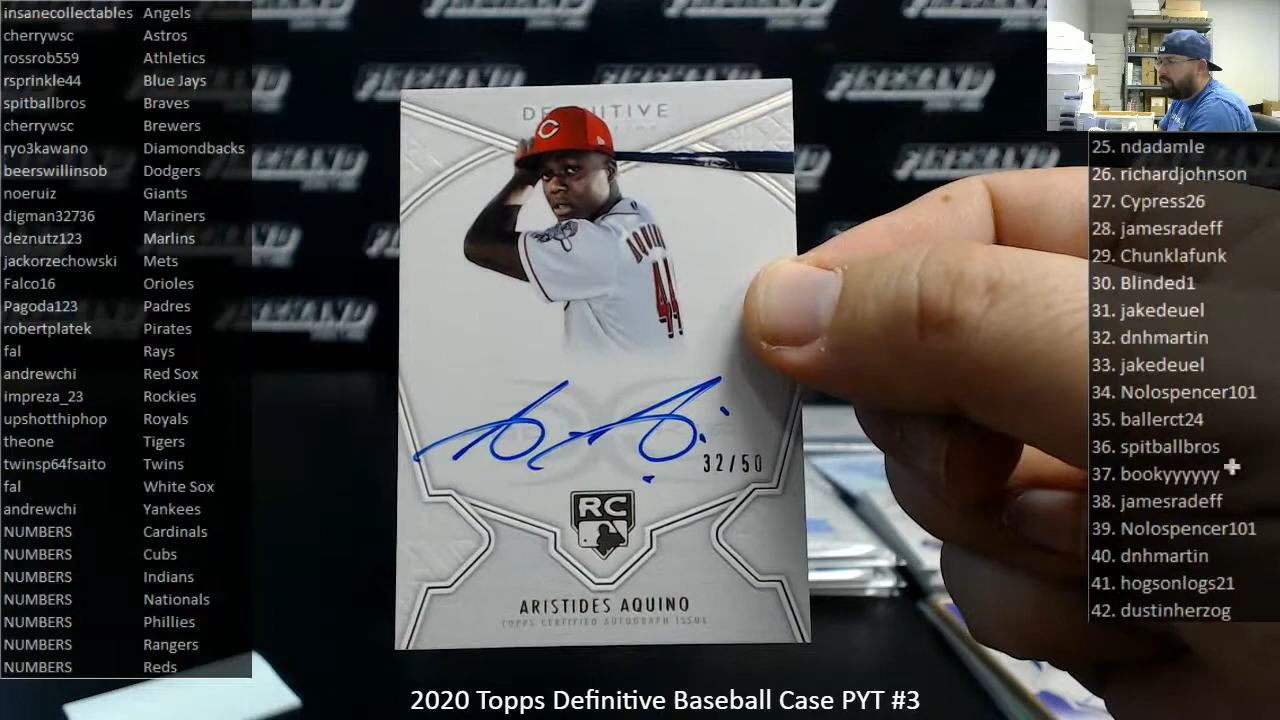 insanecollectables Angels
cherrywsc Astros
rossrob559 Athletics
rsprinkle44 Blue Jays
spitballbros Braves
cherrywsc Brewers
ryo3kawano Diamondbacks
beerswillinsob Dodgers
noeruiz Giants
digman32736 Mariners
deznutz123 Marlins
jackorzechowski Mets
Falco16 Orioles
Pagoda123 Padres
robertplatek Pirates
fal Rays
andrewchi Red Sox
impreza_23 Rockies
upshotthiphop Royals
theone Tigers
twinsp64fsaito Twins
fal White Sox
andrewchi Yankees
NUMBERS Cardinals
NUMBERS Cubs
NUMBERS Indians
NUMBERS Nationals
NUMBERS Phillies
NUMBERS Rangers
NUMBERS Reds
DEFINITIVE
C
AQUINO
44
32/50
RC
ARISTIDES AQUINO
TOPPS CERTIFIED AUTOGRAPH ISSUE
25. ndadamle
26. richardjohnson
27. Cypress26
28. jamesradeff
29. Chunklafunk
30. Blinded1
31. jakedeuel
32. dnhmartin
33. jakedeuel
34. Nolospencer101
35. ballerct24
36. spitballbros
37. bookyyyyyy
38. jamesradeff
39. Nolospencer101
40. dnhmartin
41. hogsonlogs21
42. dustinherzog
2020 Topps Definitive Baseball Case PYT #3